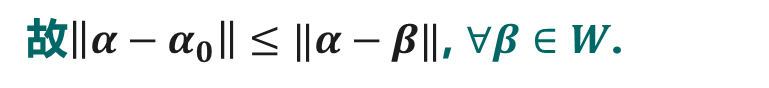 故‖α − α₀‖ ≤ ‖α − β‖, ∀β ∈ W.